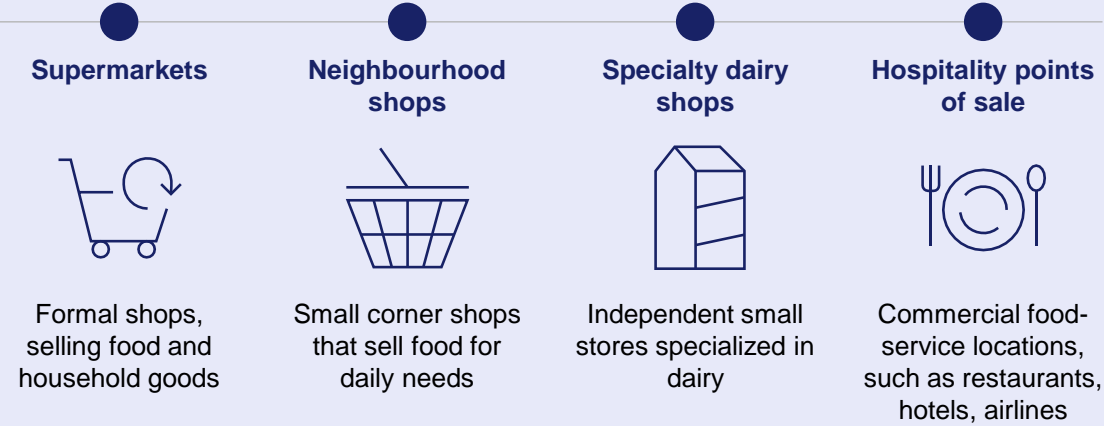 Supermarkets
Formal shops,
selling food and
household goods
Neighbourhood
shops
Small corner shops
that sell food for
daily needs
Specialty dairy
shops
Independent small
stores specialized in
dairy
Hospitality points
of sale
Commercial food-
service locations,
such as restaurants,
hotels, airlines